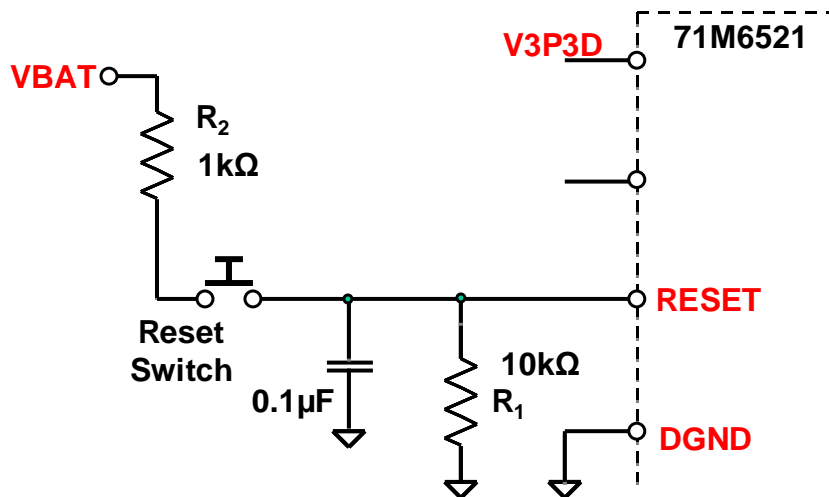 71M6521
V3P3D
VBAT
R₂
1kΩ
RESET
Reset
Switch
10kΩ
0.1µF
R₁
DGND